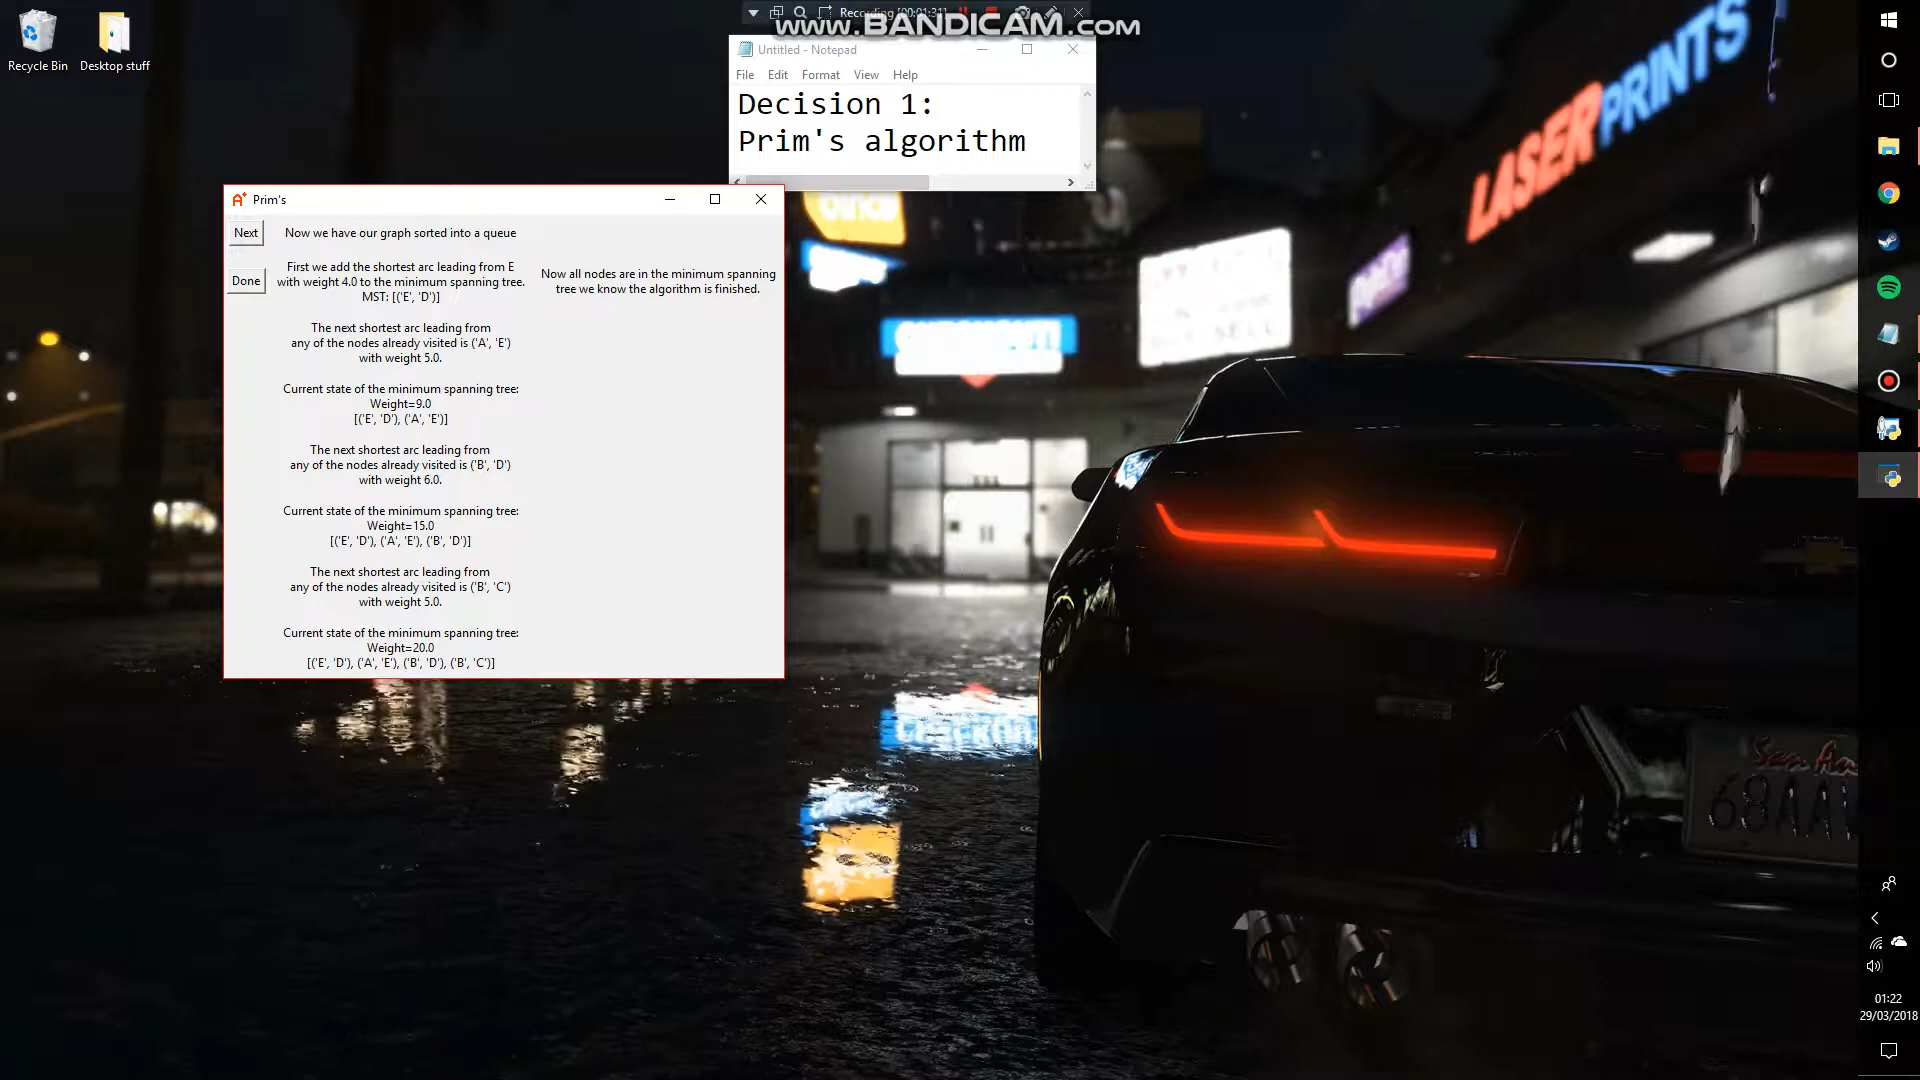 Recycle Bin
Desktop stuff
Recording [00:01:31]
www.BANDICAM.com
Untitled - Notepad
File Edit Format View Help
Decision 1:
Prim's algorithm
Prim's
Next
Now we have our graph sorted into a queue
Done
First we add the shortest arc leading from E
with weight 4.0 to the minimum spanning tree.
MST: [('E', 'D')]
The next shortest arc leading from
any of the nodes already visited is ('A', 'E')
with weight 5.0.
Current state of the minimum spanning tree:
Weight=9.0
[('E', 'D'), ('A', 'E')]
The next shortest arc leading from
any of the nodes already visited is ('B', 'D')
with weight 6.0.
Current state of the minimum spanning tree:
Weight=15.0
[('E', 'D'), ('A', 'E'), ('B', 'D')]
The next shortest arc leading from
any of the nodes already visited is ('B', 'C')
with weight 5.0.
Current state of the minimum spanning tree:
Weight=20.0
[('E', 'D'), ('A', 'E'), ('B', 'D'), ('B', 'C')]
Now all nodes are in the minimum spanning
tree we know the algorithm is finished.
LASERPRINTS
01:22
29/03/2018